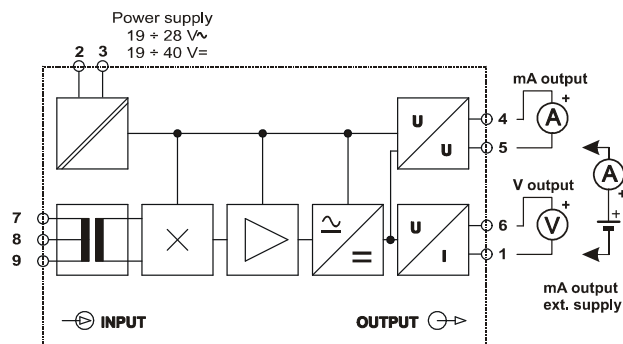 Power supply
19 ÷ 28 V∿
19 ÷ 40 V=
2 3
mA output
U
U
4
+
A
5
A
+
7
8
9
V output
U
I
6
+
V
1
+
mA output
ext. supply
INPUT
OUTPUT